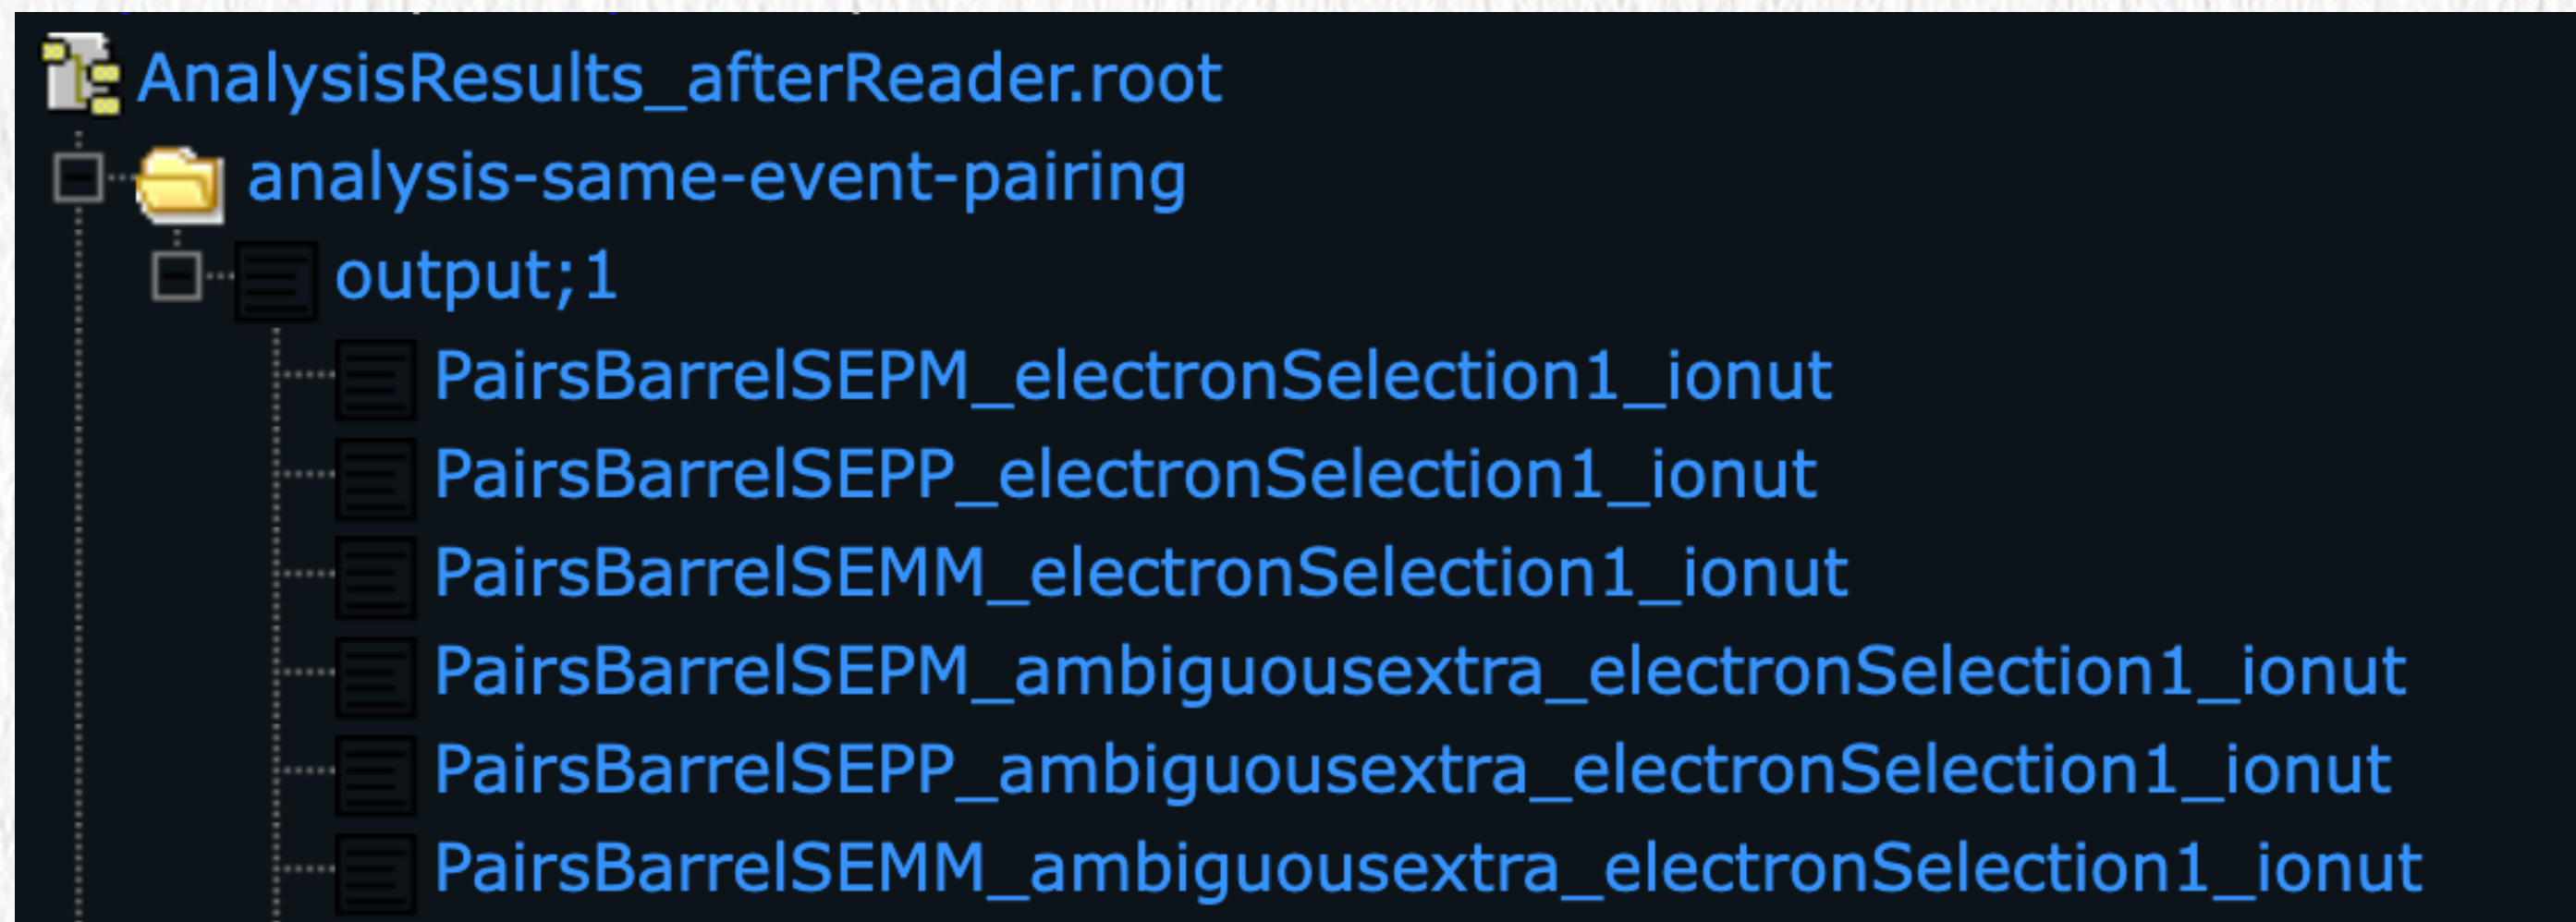 AnalysisResults_afterReader.root
analysis-same-event-pairing
output;1
PairsBarrelSEPM_electronSelection1_ionut
PairsBarrelSEPP_electronSelection1_ionut
PairsBarrelSEMM_electronSelection1_ionut
PairsBarrelSEPM_ambiguousextra_electronSelection1_ionut
PairsBarrelSEPP_ambiguousextra_electronSelection1_ionut
PairsBarrelSEMM_ambiguousextra_electronSelection1_ionut